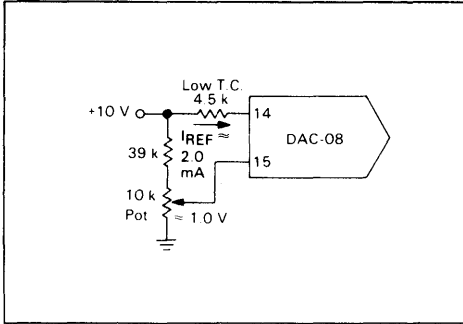 Low T.C.
4.5 k
+10 V
14
IREF ≈
2.0
mA
DAC-08
39 k
15
10 k
Pot
≈ 1.0 V